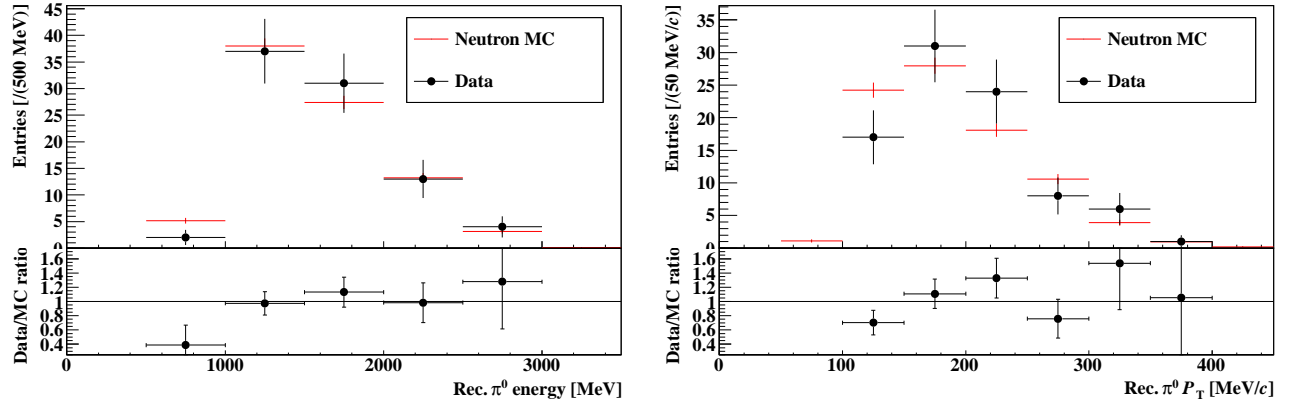 Entries [/(500 MeV)]
45
40
35
30
25
20
15
10
5
0
Neutron MC
Data
Data/MC ratio
1.6
1.4
1.2
1
0.8
0.6
0.4
0 1000 2000 3000
Rec. π⁰ energy [MeV]
Entries [/(50 MeV/c)]
35
30
25
20
15
10
5
0
Neutron MC
Data
Data/MC ratio
1.6
1.4
1.2
1
0.8
0.6
0.4
0 100 200 300 400
Rec. π⁰ P_T [MeV/c]